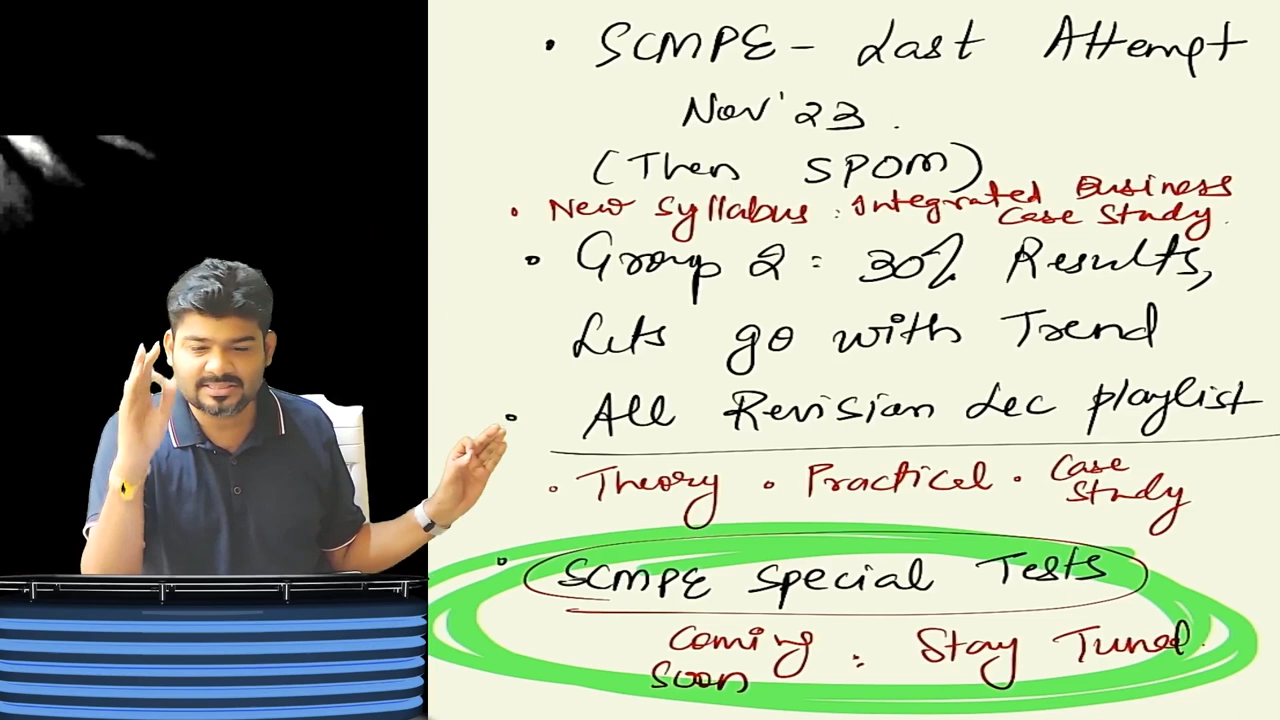 • SCMPE - Last Attempt
Nov' 23.
(Then SPOM)
• New Syllabus : Integrated Business Case Study.
• Group 2 : 30% Results,
Lets go with Trend
• All Revision Lec playlist
• Theory • Practical • Case Study
• SCMPE Special Tests
Coming Soon : Stay Tuned.